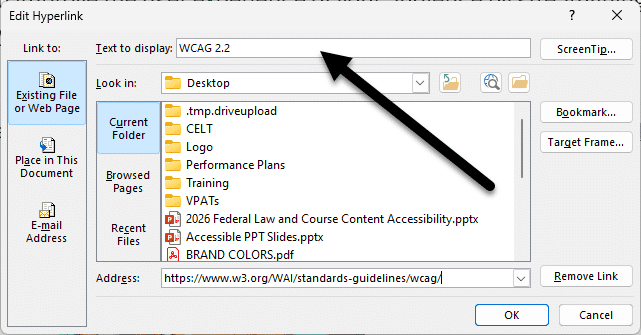 Edit Hyperlink
Link to:
Text to display: WCAG 2.2
ScreenTip...
Existing File
or Web Page
Look in: Desktop
Current
Folder
.tmp.driveupload
CELT
Logo
Performance Plans
Training
VPATs
2026 Federal Law and Course Content Accessibility.pptx
Accessible PPT Slides.pptx
BRAND COLORS.pdf
Bookmark...
Target Frame...
Place in This
Document
Browsed
Pages
E-mail
Address
Recent
Files
Address: https://www.w3.org/WAI/standards-guidelines/wcag/
Remove Link
OK
Cancel